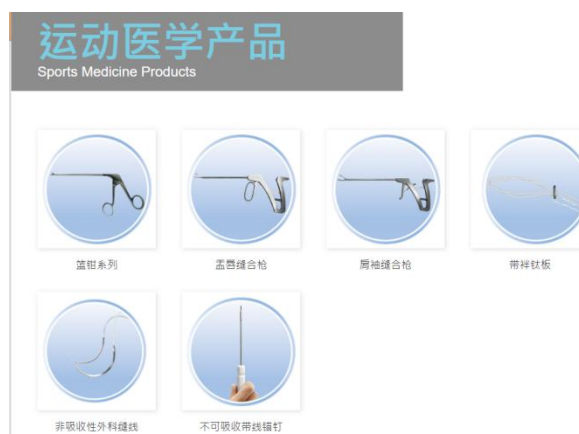 运动医学产品
Sports Medicine Products
篮钳系列
盂唇缝合枪
肩袖缝合枪
带袢钛板
非吸收性外科缝线
不可吸收带线锚钉